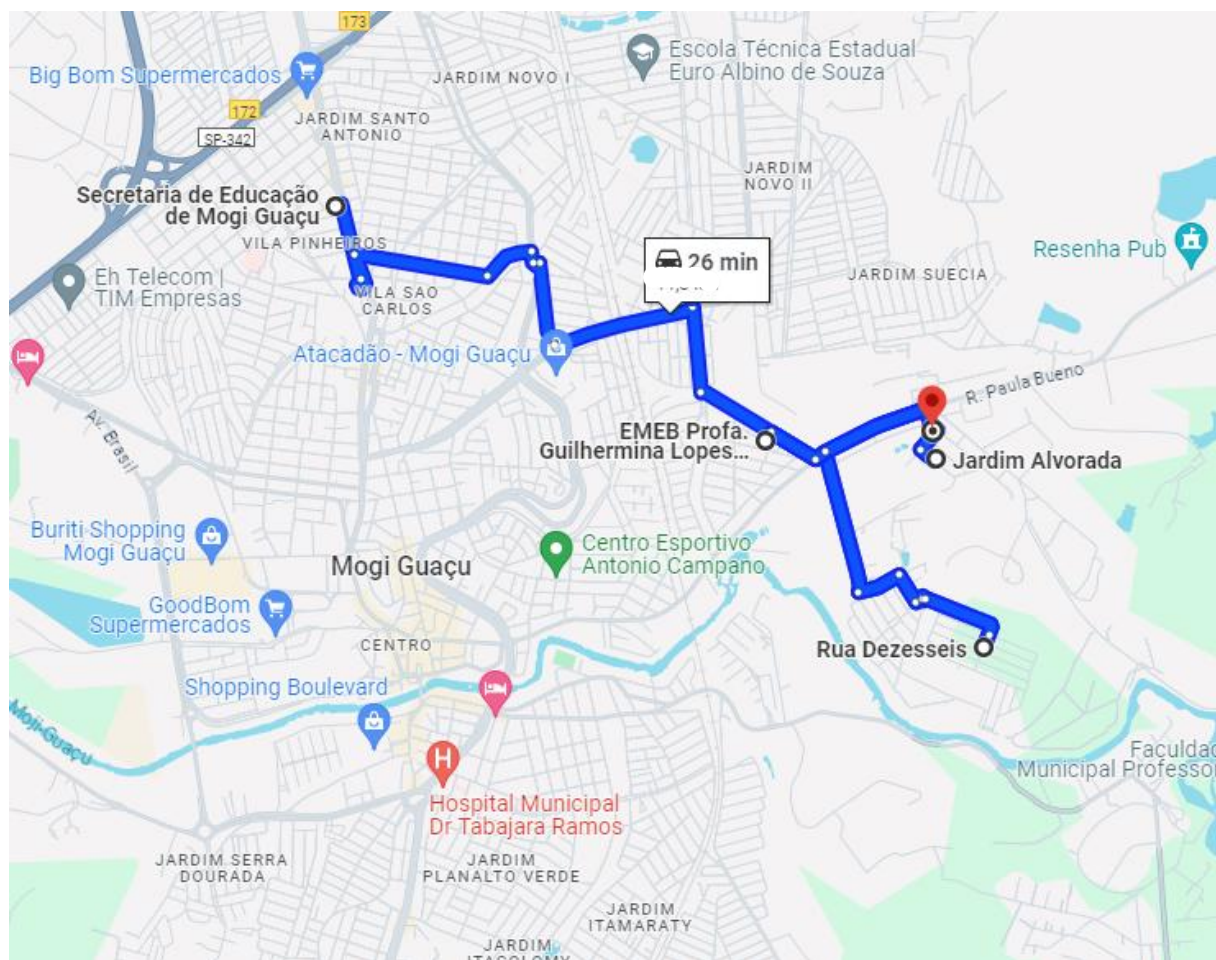 173
Big Bom Supermercados
JARDIM NOVO I
Escola Técnica Estadual
Euro Albino de Souza
172
SP-342
JARDIM SANTO
ANTONIO
JARDIM
NOVO II
Secretaria de Educação
de Mogi Guaçu
VILA PINHEIROS
26 min
Resenha Pub
JARDIM SUECIA
Eh Telecom |
TIM Empresas
VILA SAO
CARLOS
Atacadão - Mogi Guaçu
R. Paula Bueno
Av. Brasil
EMEB Profa.
Guilhermina Lopes...
Jardim Alvorada
Buriti Shopping
Mogi Guaçu
Mogi Guaçu
Centro Esportivo
Antonio Campano
GoodBom
Supermercados
CENTRO
Rua Dezesseis
Shopping Boulevard
Moji-Guaçu
Faculdad
Municipal Professor
Hospital Municipal
Dr Tabajara Ramos
H
JARDIM SERRA
DOURADA
JARDIM
PLANALTO VERDE
JARDIM
ITAMARATY
JARDIM